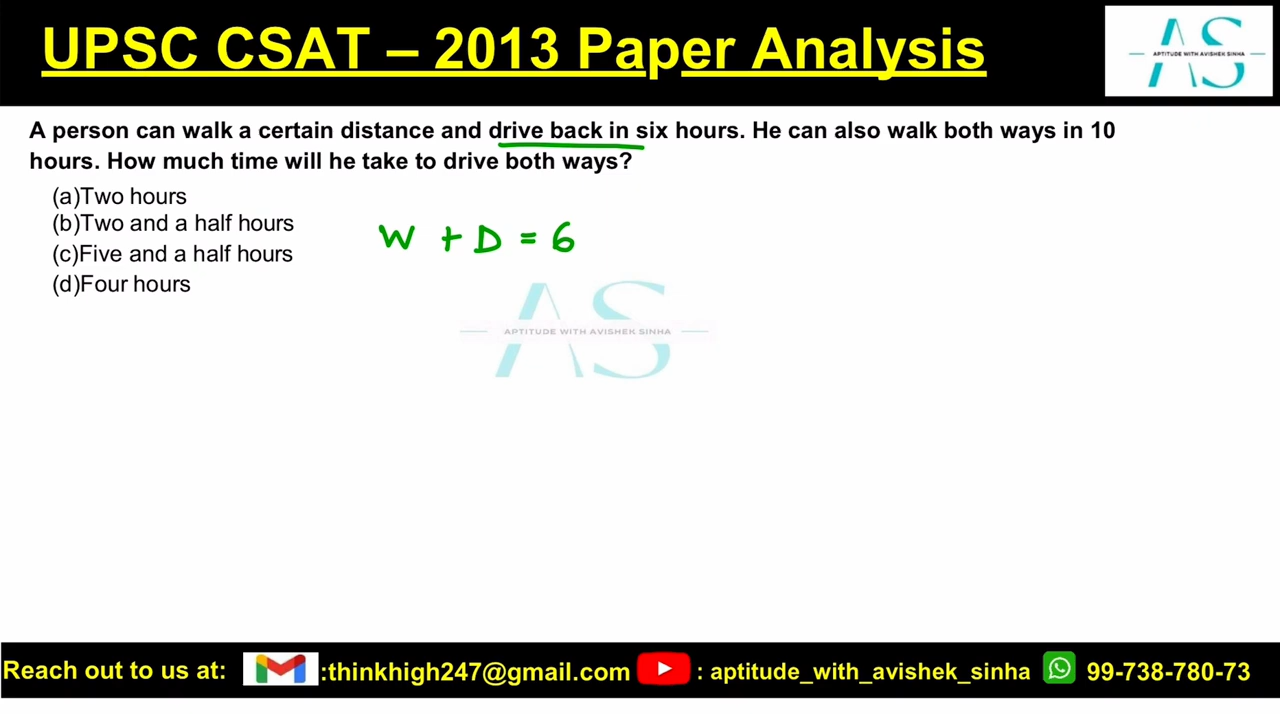 UPSC CSAT – 2013 Paper Analysis
AS
APTITUDE WITH AVISHEK SINHA
A person can walk a certain distance and drive back in six hours. He can also walk both ways in 10
hours. How much time will he take to drive both ways?
(a)Two hours
(b)Two and a half hours
(c)Five and a half hours
(d)Four hours
W + D = 6
AS
APTITUDE WITH AVISHEK SINHA
Reach out to us at: :thinkhigh247@gmail.com : aptitude_with_avishek_sinha 99-738-780-73